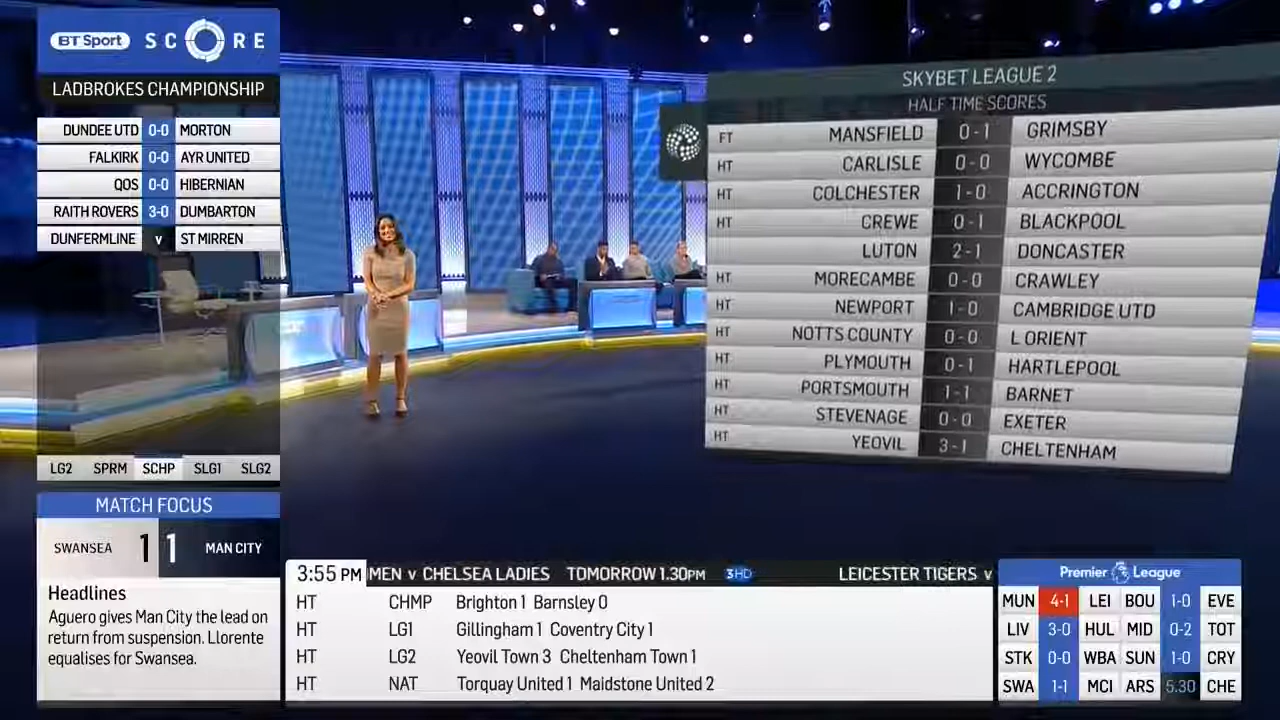 BT Sport SCORE
LADBROKES CHAMPIONSHIP
DUNDEE UTD 0-0 MORTON
FALKIRK 0-0 AYR UNITED
QOS 0-0 HIBERNIAN
RAITH ROVERS 3-0 DUMBARTON
DUNFERMLINE v ST MIRREN
LG2 SPRM SCHP SLG1 SLG2
MATCH FOCUS
SWANSEA 1 1 MAN CITY
Headlines
Aguero gives Man City the lead on
return from suspension. Llorente
equalises for Swansea.
SKYBET LEAGUE 2
HALF TIME SCORES
FT MANSFIELD 0-1 GRIMSBY
HT CARLISLE 0-0 WYCOMBE
HT COLCHESTER 1-0 ACCRINGTON
HT CREWE 0-1 BLACKPOOL
LUTON 2-1 DONCASTER
HT MORECAMBE 0-0 CRAWLEY
HT NEWPORT 1-0 CAMBRIDGE UTD
HT NOTTS COUNTY 0-0 L ORIENT
HT PLYMOUTH 0-1 HARTLEPOOL
HT PORTSMOUTH 1-1 BARNET
HT STEVENAGE 0-0 EXETER
HT YEOVIL 3-1 CHELTENHAM
3:55 PM MEN v CHELSEA LADIES TOMORROW 1.30PM 3HD LEICESTER TIGERS v
HT CHMP Brighton 1 Barnsley 0
HT LG1 Gillingham 1 Coventry City 1
HT LG2 Yeovil Town 3 Cheltenham Town 1
HT NAT Torquay United 1 Maidstone United 2
Premier League
MUN 4-1 LEI BOU 1-0 EVE
LIV 3-0 HUL MID 0-2 TOT
STK 0-0 WBA SUN 1-0 CRY
SWA 1-1 MCI ARS 5.30 CHE